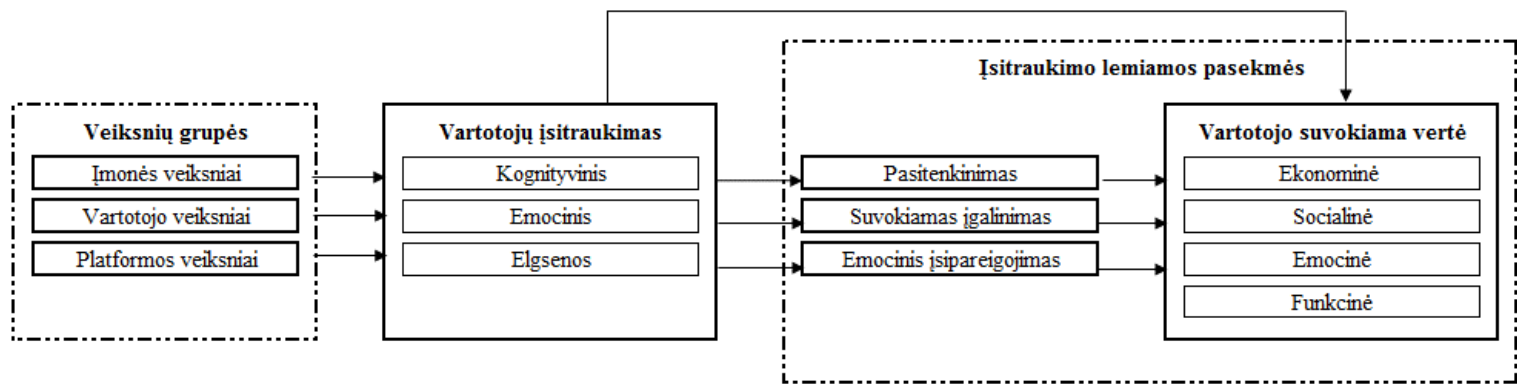 Įsitraukimo lemiamos pasekmės
Veiksnių grupės
Įmonės veiksniai
Vartotojo veiksniai
Platformos veiksniai
Vartotojų įsitraukimas
Kognityvinis
Emocinis
Elgsenos
Pasitenkinimas
Suvokiamas įgalinimas
Emocinis įsipareigojimas
Vartotojo suvokiama vertė
Ekonominė
Socialinė
Emocinė
Funkcinė